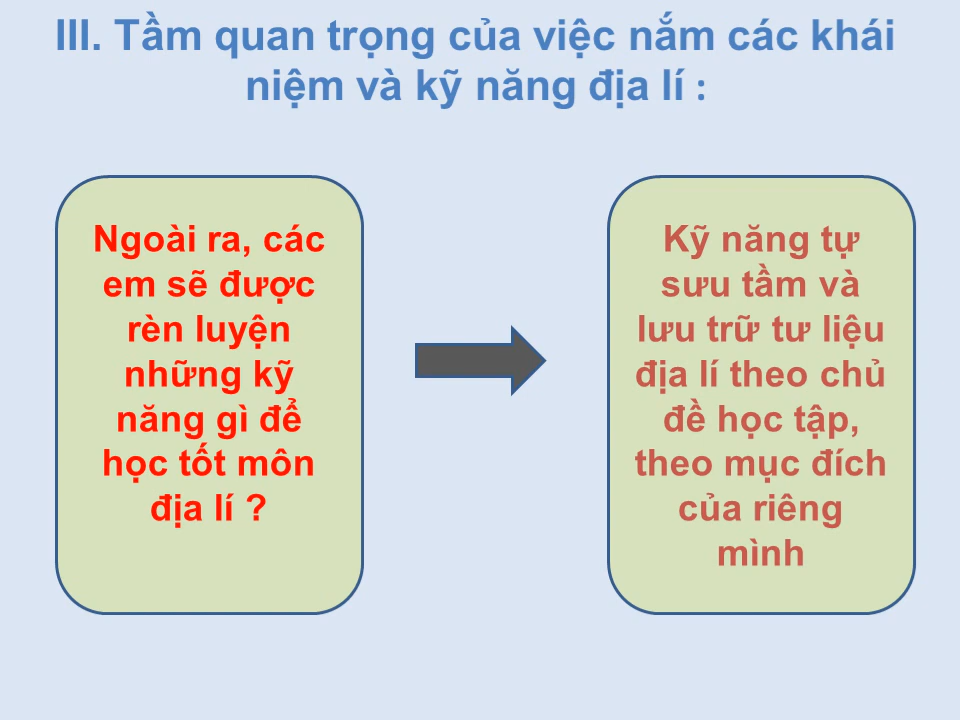 III. Tầm quan trọng của việc nắm các khái
niệm và kỹ năng địa lí :
Ngoài ra, các
em sẽ được
rèn luyện
những kỹ
năng gì để
học tốt môn
địa lí ?
Kỹ năng tự
sưu tầm và
lưu trữ tư liệu
địa lí theo chủ
đề học tập,
theo mục đích
của riêng
mình